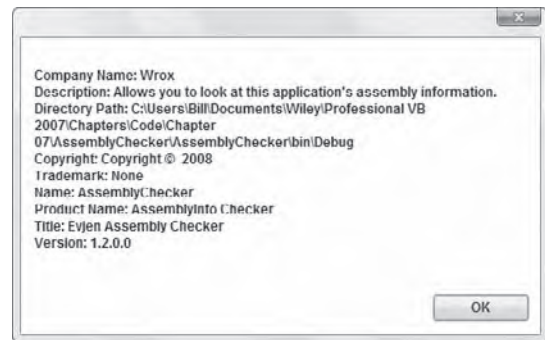 Company Name: Wrox
Description: Allows you to look at this application's assembly information.
Directory Path: C:\Users\Bill\Documents\Wiley\Professional VB
2007\Chapters\Code\Chapter
07\AssemblyChecker\AssemblyChecker\bin\Debug
Copyright: Copyright © 2008
Trademark: None
Name: AssemblyChecker
Product Name: AssemblyInfo Checker
Title: Evjen Assembly Checker
Version: 1.2.0.0
OK